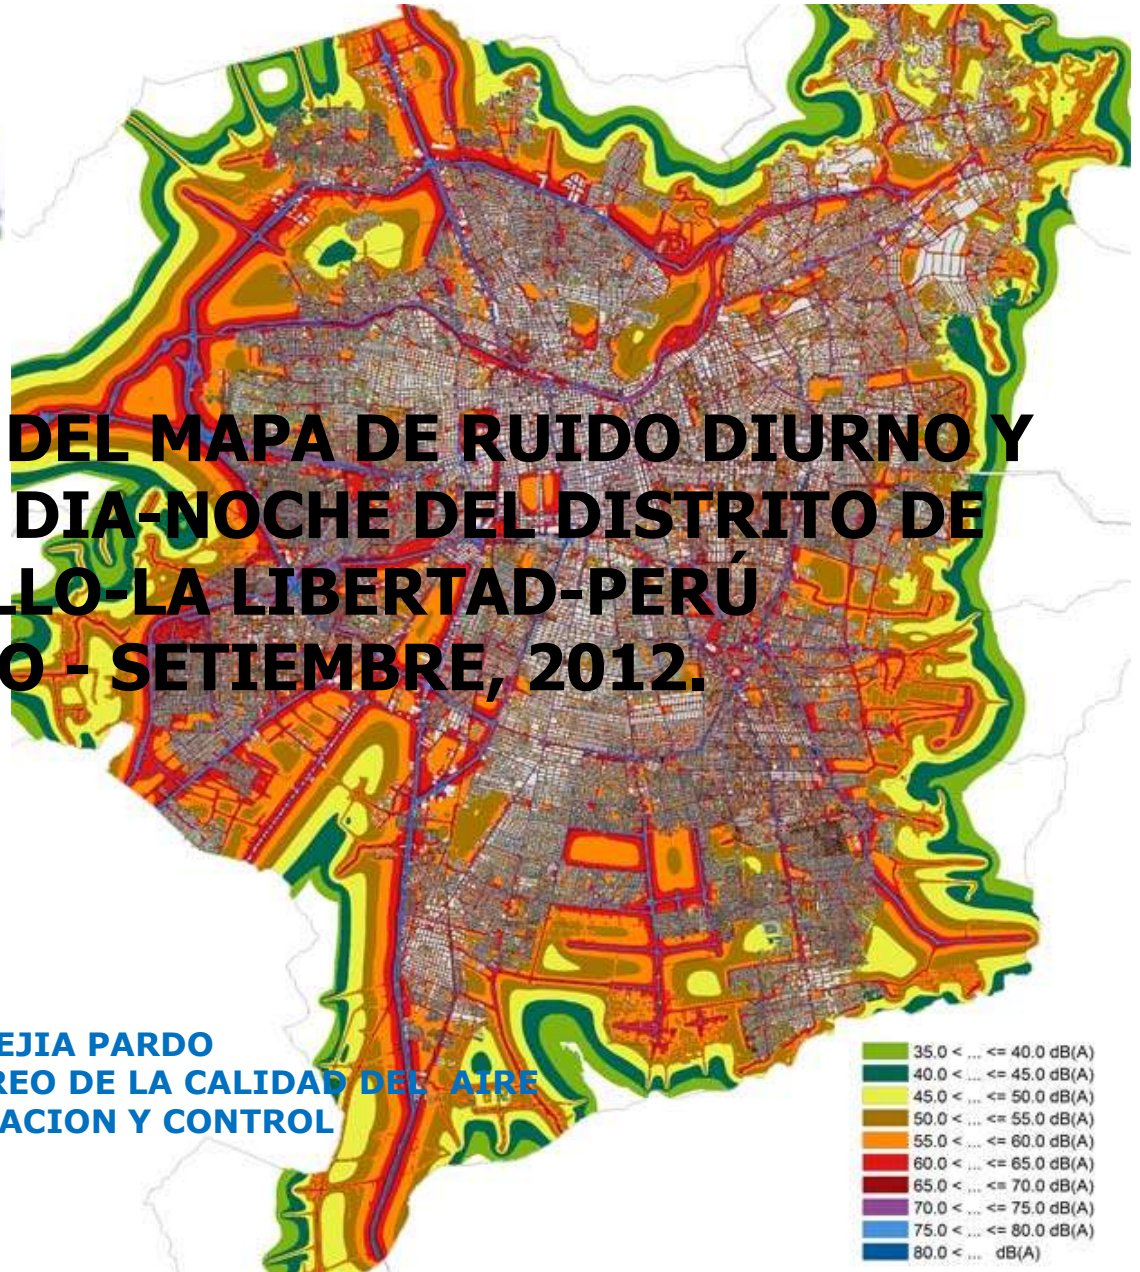 DEL MAPA DE RUIDO DIURNO Y
DIA-NOCHE DEL DISTRITO DE
LLO-LA LIBERTAD-PERÚ
O - SETIEMBRE, 2012.
EJIA PARDO
REO DE LA CALIDAD DEL AIRE
ACION Y CONTROL
35.0 < ... <= 40.0 dB(A)
40.0 < ... <= 45.0 dB(A)
45.0 < ... <= 50.0 dB(A)
50.0 < ... <= 55.0 dB(A)
55.0 < ... <= 60.0 dB(A)
60.0 < ... <= 65.0 dB(A)
65.0 < ... <= 70.0 dB(A)
70.0 < ... <= 75.0 dB(A)
75.0 < ... <= 80.0 dB(A)
80.0 < ... dB(A)